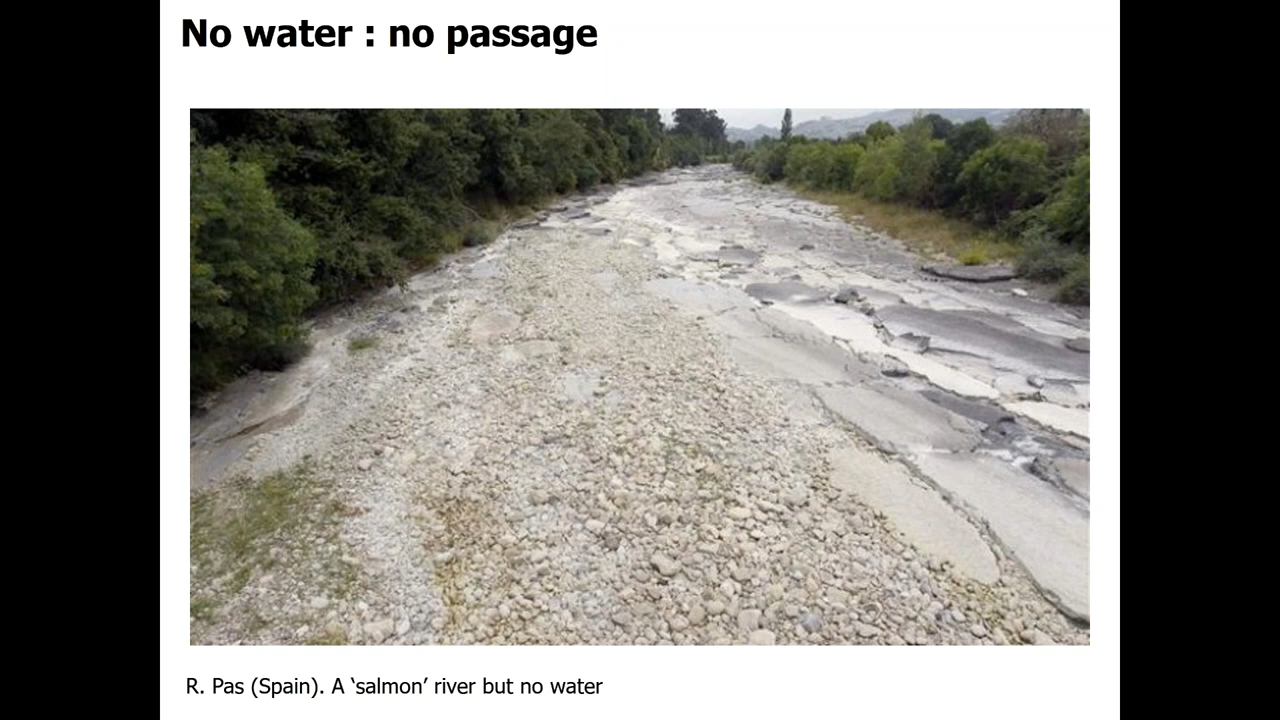 No water : no passage
R. Pas (Spain). A ‘salmon’ river but no water